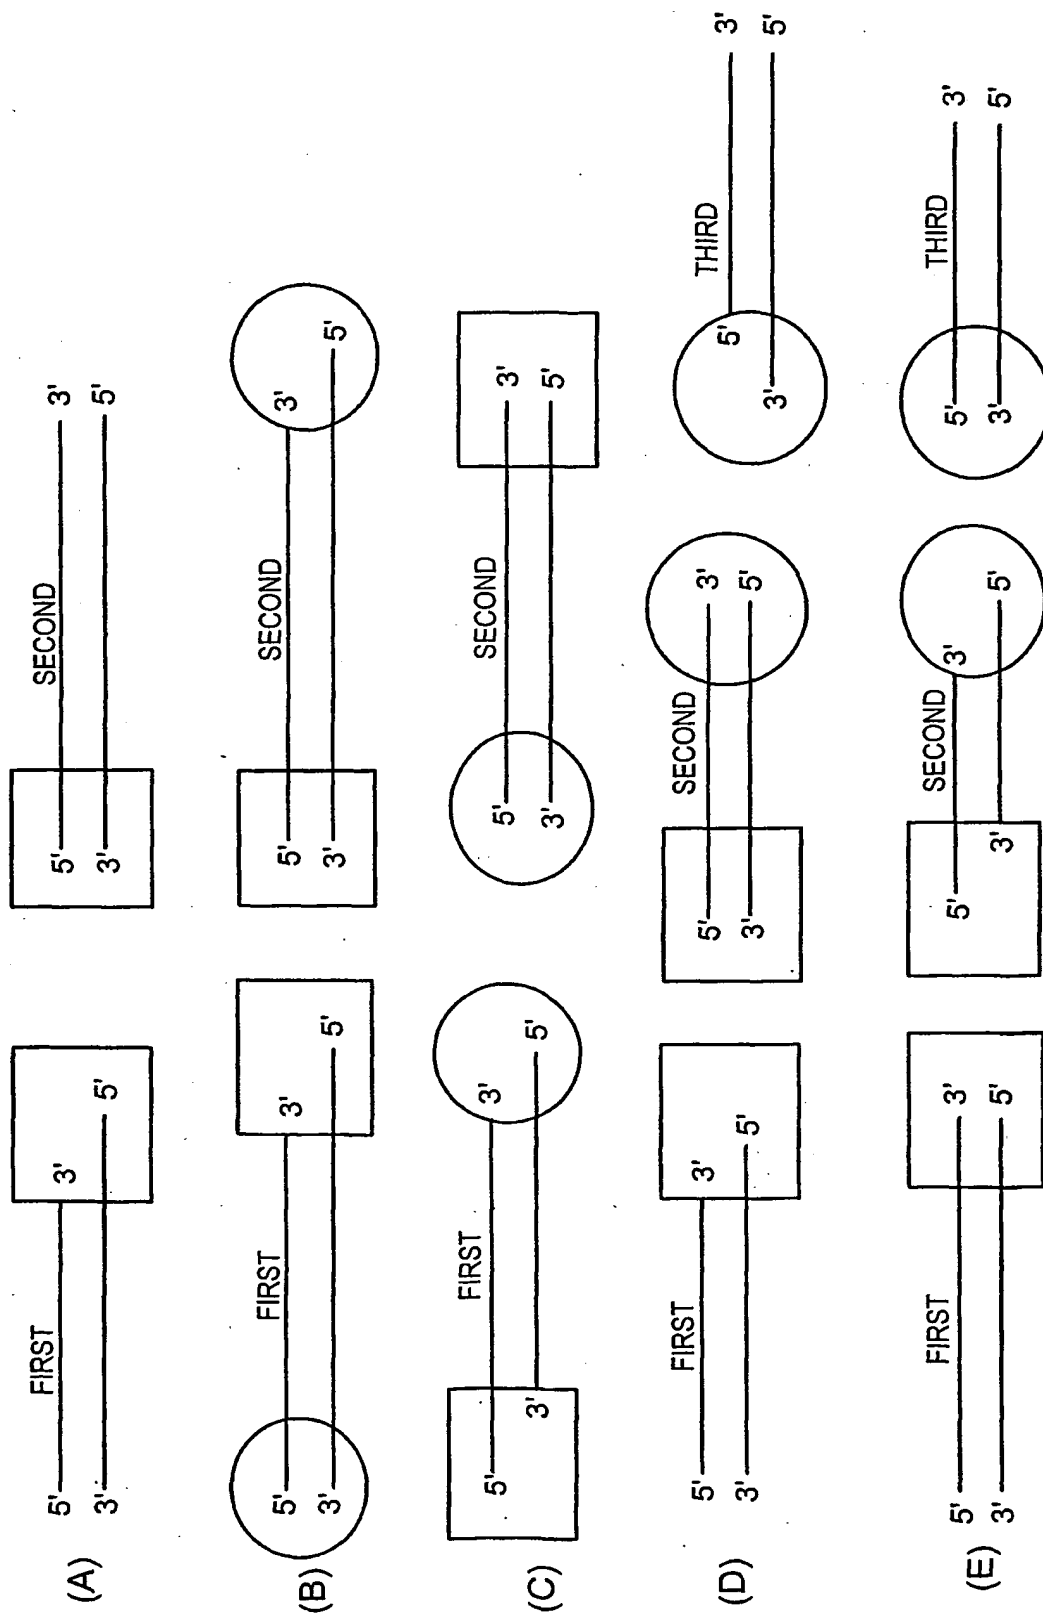 (A)
FIRST
SECOND
5' 3' 5' 3'
3' 5' 3' 5'
(B)
FIRST
SECOND
5' 3' 5' 3'
3' 5' 3' 5'
(C)
FIRST
SECOND
5' 3' 5' 3'
3' 5' 3' 5'
(D)
FIRST
SECOND
THIRD
5' 3' 5' 3' 5' 3'
3' 5' 3' 5' 3' 5'
(E)
FIRST
SECOND
THIRD
5' 3' 5' 3' 5' 3'
3' 5' 3' 5' 3' 5'